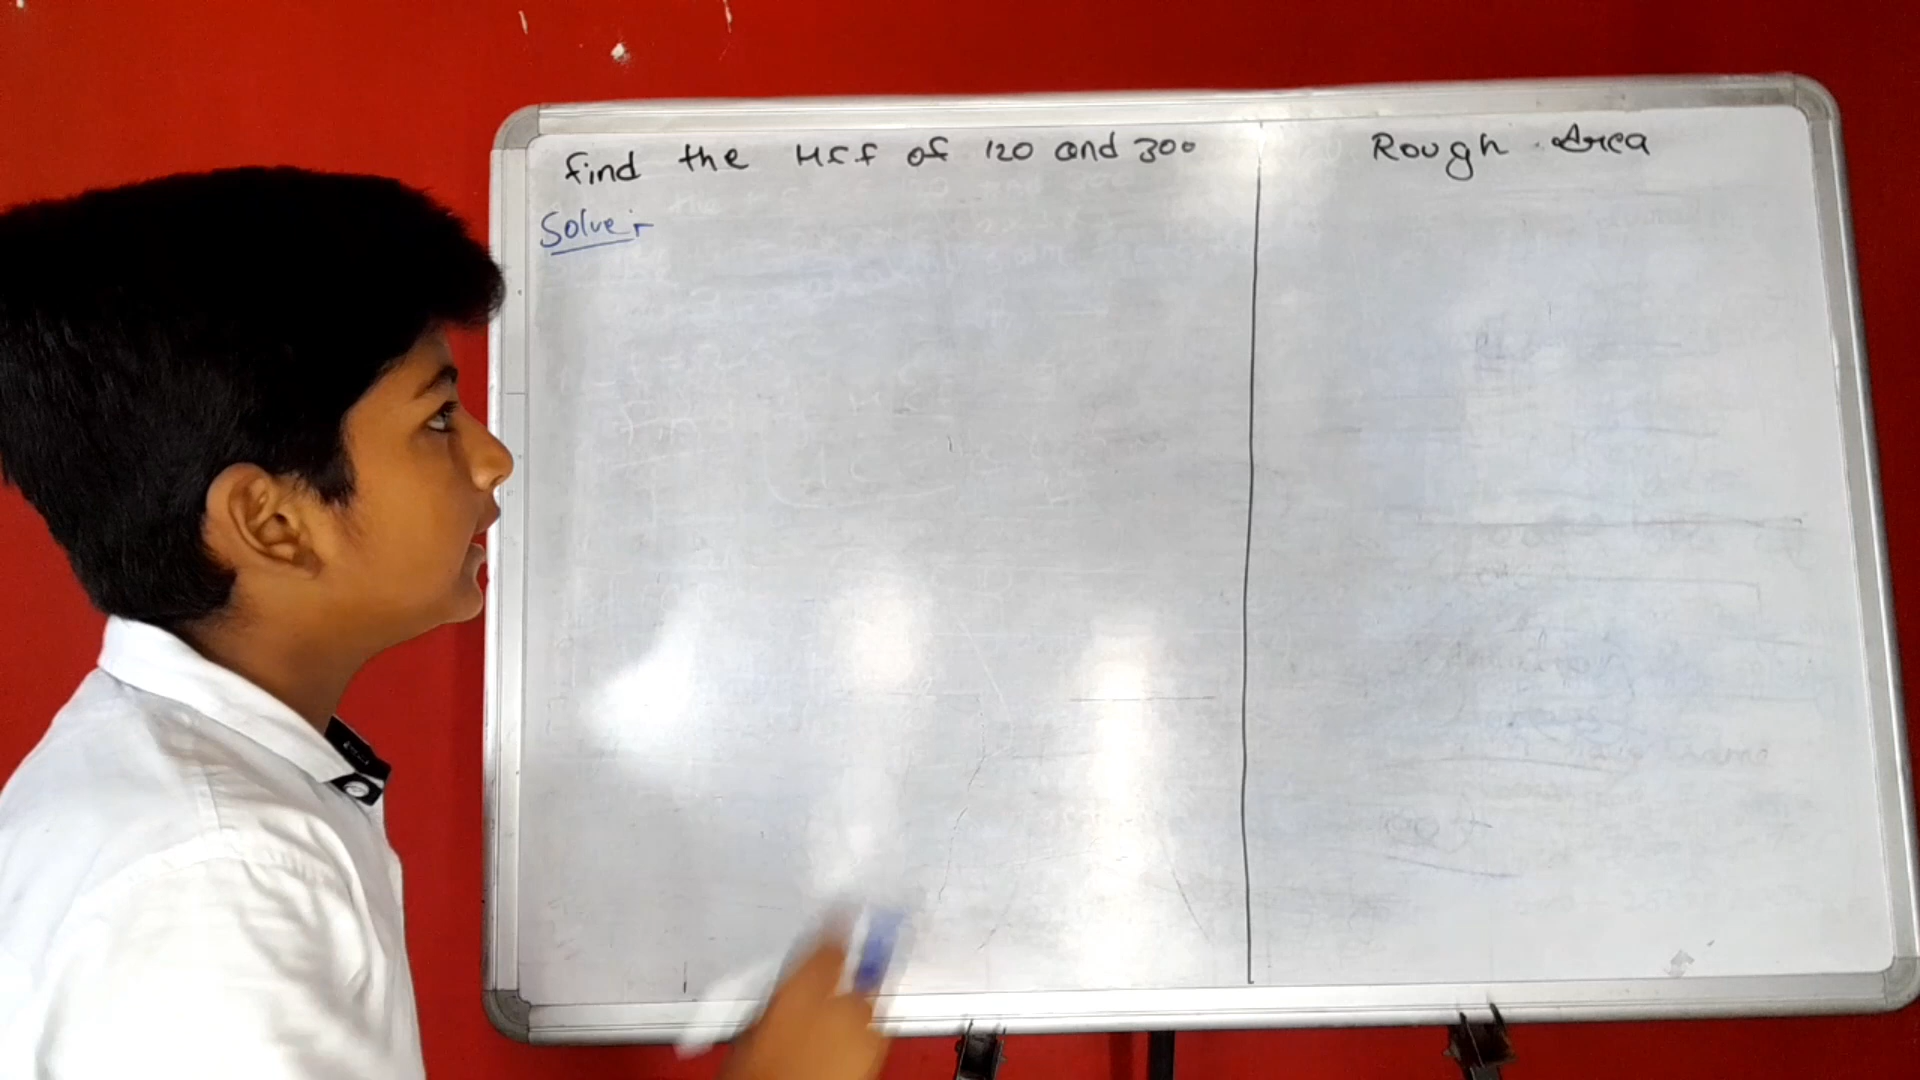 find the HCF of 120 and 300
Rough Area
Solve:-